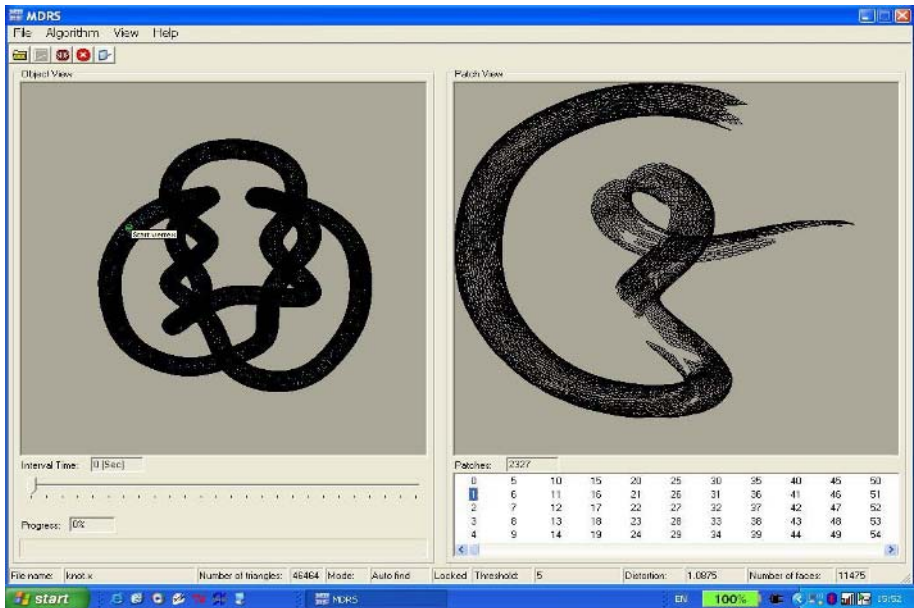 MDRS
File Algorithm View Help
Object View
Patch View
Start Vertex
Interval Time: 0 (Sec)
Progress: 0%
Patches: 2327
0 5 10 15 20 25 30 35 40 45 50
1 6 11 16 21 26 31 36 41 46 51
2 7 12 17 22 27 32 37 42 47 52
3 8 13 18 23 28 33 38 43 48 53
4 9 14 19 24 29 34 39 44 49 54
File name: knot.x Number of triangles: 46464 Mode: Auto find Locked Threshold: 5 Distortion: 1.0875 Number of faces: 11475
start MDRS EN 100% 19:52